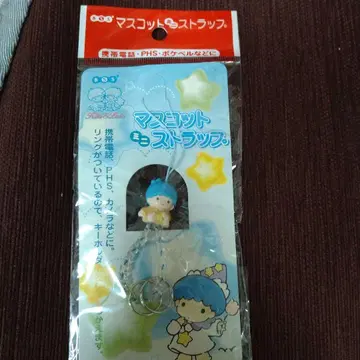 マスコットミニストラップ
携帯電話・PHS・ポケベルなどに
マスコット
ミニストラップ
携帯電話、PHS、カメラなどに。
リングがついているので、キーホルダー